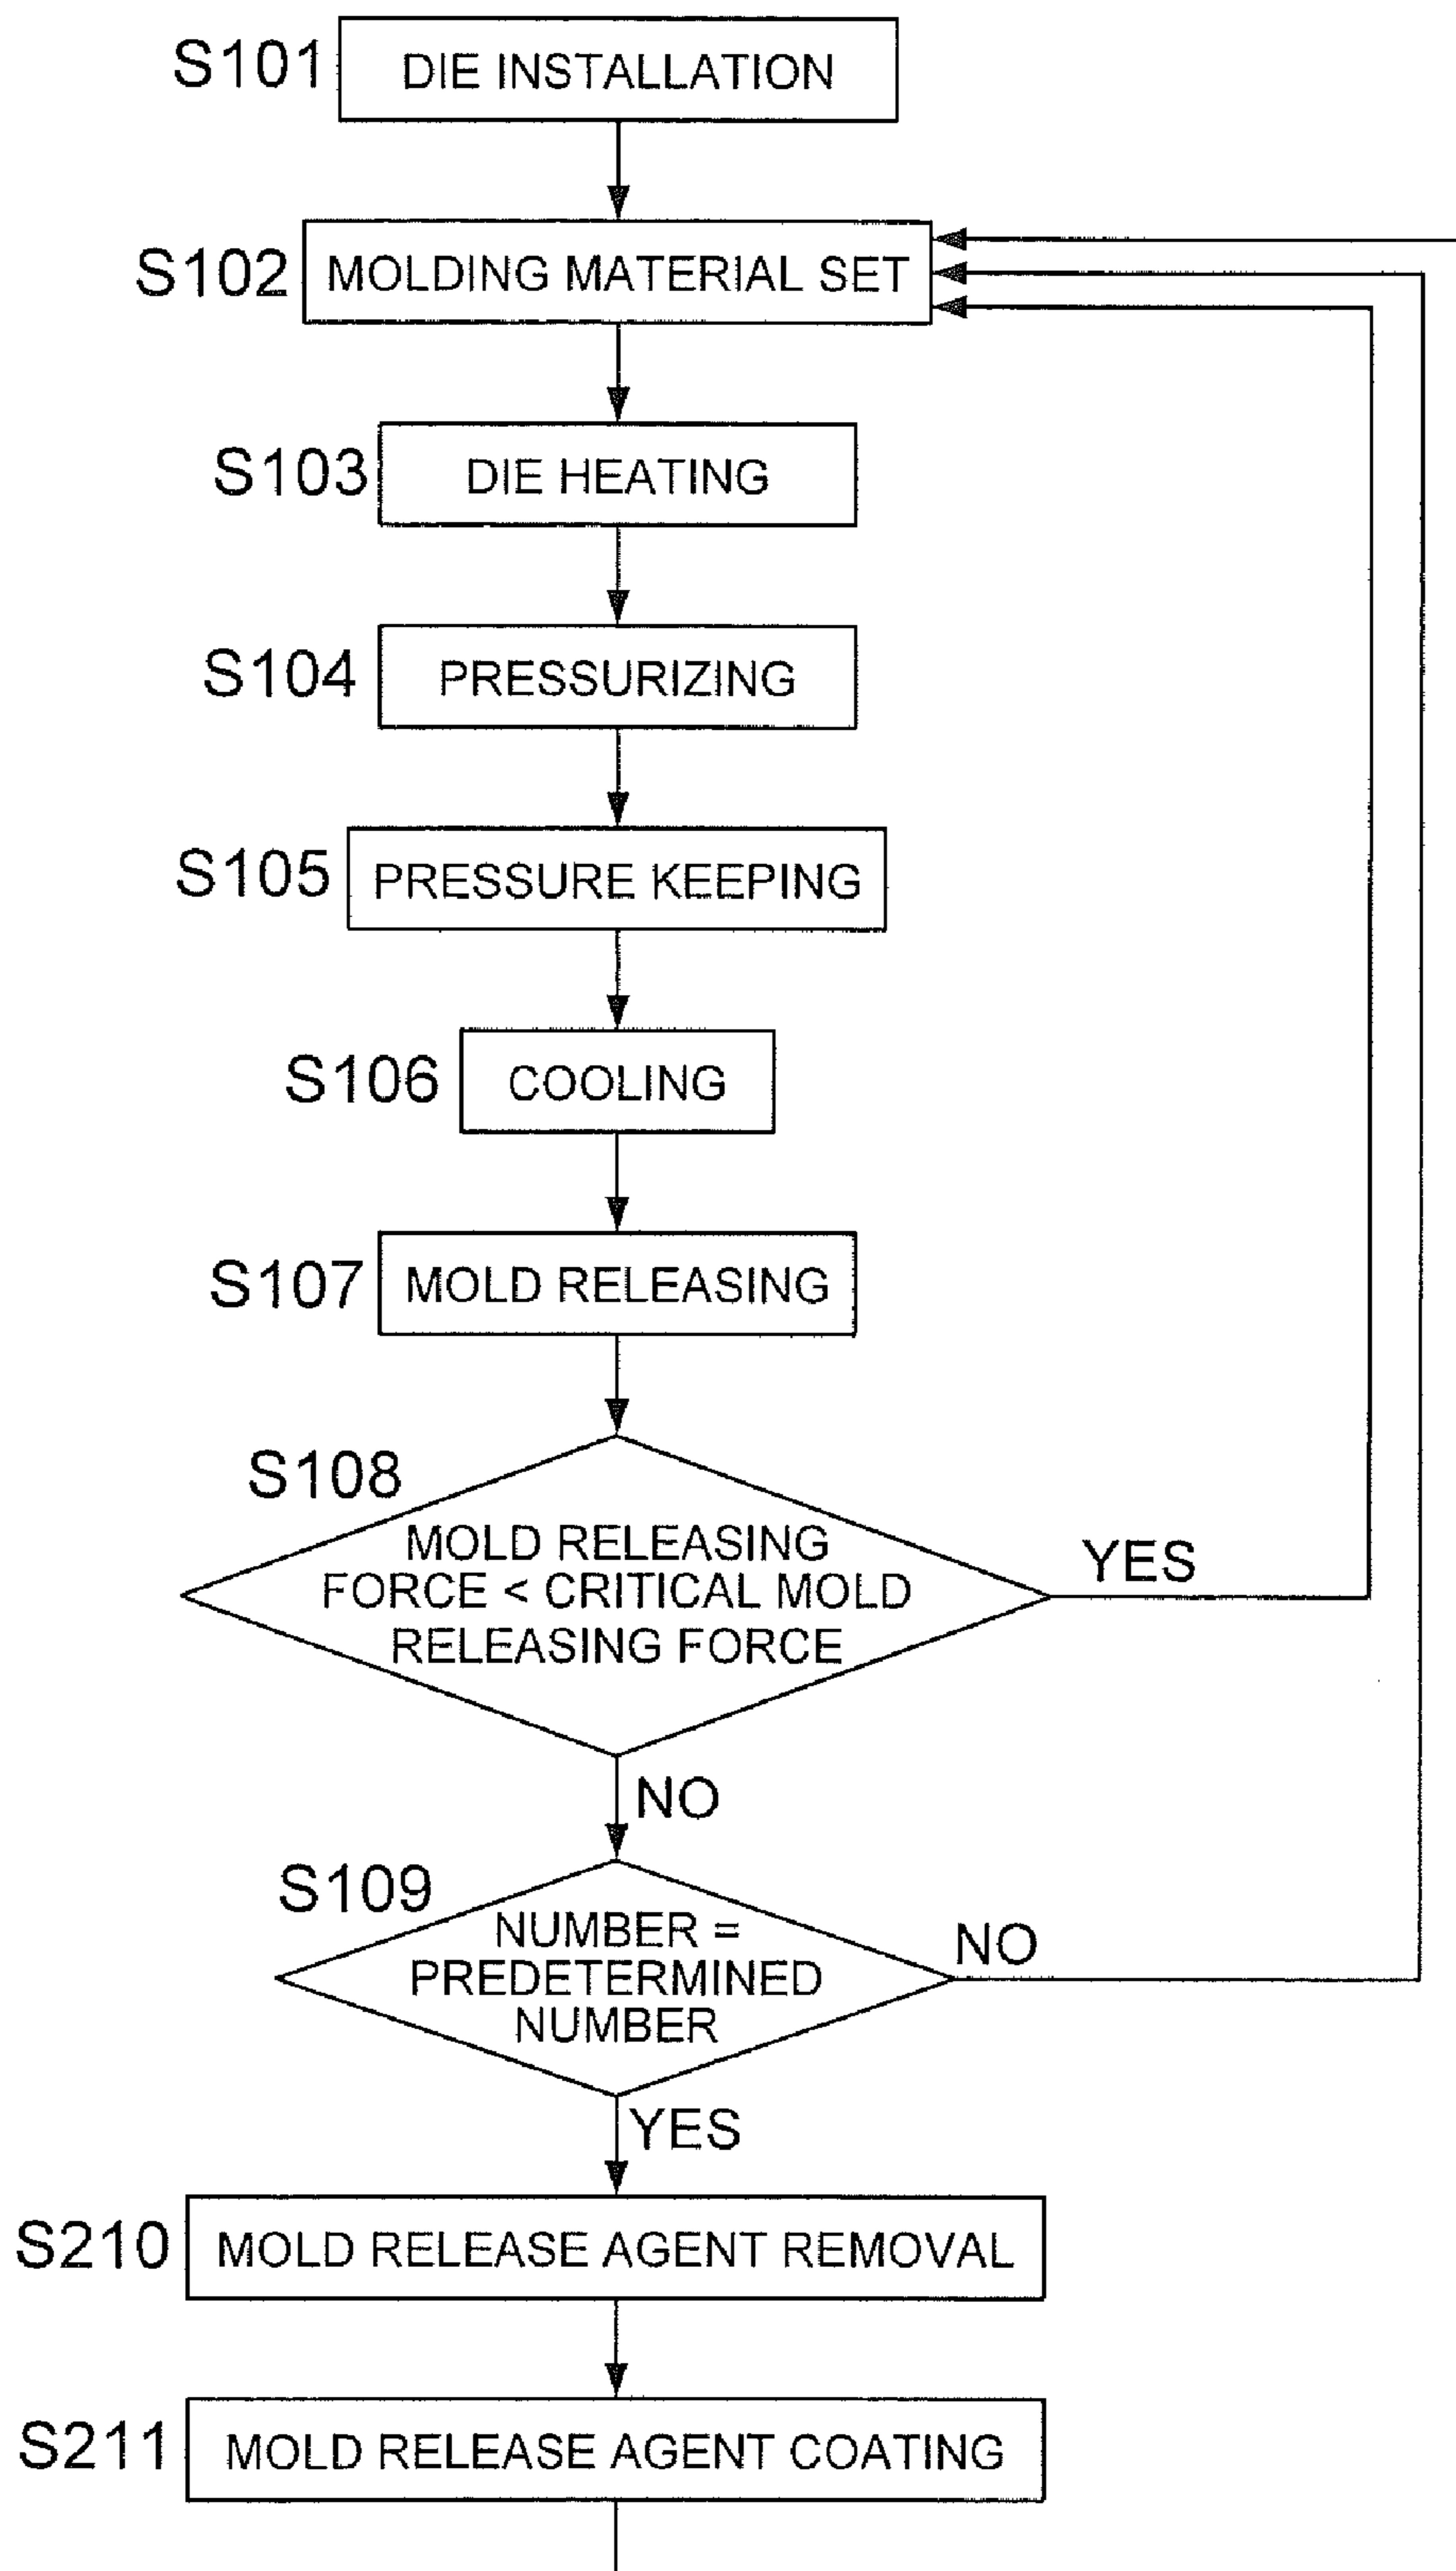 S101 DIE INSTALLATION
S102 MOLDING MATERIAL SET
S103 DIE HEATING
S104 PRESSURIZING
S105 PRESSURE KEEPING
S106 COOLING
S107 MOLD RELEASING
S108
MOLD RELEASING
FORCE < CRITICAL MOLD
RELEASING FORCE
YES
NO
S109
NUMBER =
PREDETERMINED
NUMBER
NO
YES
S210 MOLD RELEASE AGENT REMOVAL
S211 MOLD RELEASE AGENT COATING